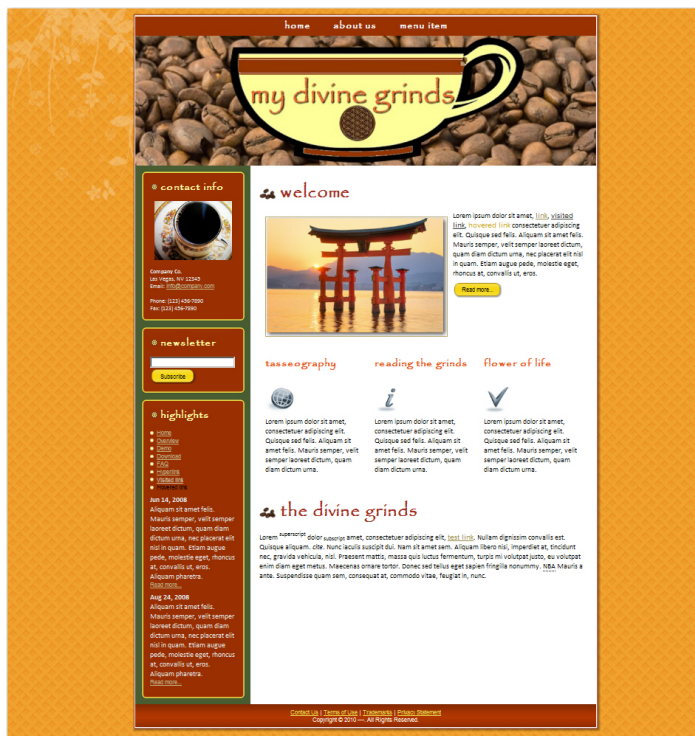 home about us menu item
my divine grinds
contact info
Company Co.
Las Vegas, NV 12345
Email: info@company.com
Phone: (123) 456-7890
Fax: (123) 456-7890
newsletter
Subscribe
highlights
Home
Overview
Demo
Download
FAQ
Hyperlink
Visited link
Hovered link
Jun 14, 2008
Aliquam sit amet felis.
Mauris semper, velit semper
laoreet dictum, quam diam
dictum urna, nec placerat elit
nisl in quam. Etiam augue
pede, molestie eget, rhoncus
at, convallis ut, eros.
Aliquam pharetra.
Read more...
Aug 24, 2008
Aliquam sit amet felis.
Mauris semper, velit semper
laoreet dictum, quam diam
dictum urna, nec placerat elit
nisl in quam. Etiam augue
pede, molestie eget, rhoncus
at, convallis ut, eros.
Aliquam pharetra.
Read more...
welcome
Lorem ipsum dolor sit amet, link, visited
link, hovered link consectetuer adipiscing
elit. Quisque sed felis. Aliquam sit amet felis.
Mauris semper, velit semper laoreet dictum,
quam diam dictum urna, nec placerat elit nisl
in quam. Etiam augue pede, molestie eget,
rhoncus at, convallis ut, eros.
Read more...
tasseography
Lorem ipsum dolor sit amet,
consectetuer adipiscing elit.
Quisque sed felis. Aliquam sit
amet felis. Mauris semper, velit
semper laoreet dictum, quam
diam dictum urna.
reading the grinds
Lorem ipsum dolor sit amet,
consectetuer adipiscing elit.
Quisque sed felis. Aliquam sit
amet felis. Mauris semper, velit
semper laoreet dictum, quam
diam dictum urna.
flower of life
Lorem ipsum dolor sit amet,
consectetuer adipiscing elit.
Quisque sed felis. Aliquam sit
amet felis. Mauris semper, velit
semper laoreet dictum, quam
diam dictum urna.
the divine grinds
Lorem superscript dolor subscript amet, consectetuer adipiscing elit, test link. Nullam dignissim convallis est.
Quisque aliquam. cite. Nunc iaculis suscipit dui. Nam sit amet sem. Aliquam libero nisi, imperdiet at, tincidunt
nec, gravida vehicula, nisl. Praesent mattis, massa quis luctus fermentum, turpis mi volutpat justo, eu volutpat
enim diam eget metus. Maecenas ornare tortor. Donec sed tellus eget sapien fringilla nonummy. NBA Mauris a
ante. Suspendisse quam sem, consequat at, commodo vitae, feugiat in, nunc.
Contact Us | Terms of Use | Trademarks | Privacy Statement
Copyright © 2010 ---. All Rights Reserved.